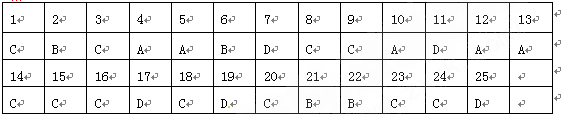 1 2 3 4 5 6 7 8 9 10 11 12 13
C B C A A B D C C A D A A
14 15 16 17 18 19 20 21 22 23 24 25
C C C D C D. C B B C C D